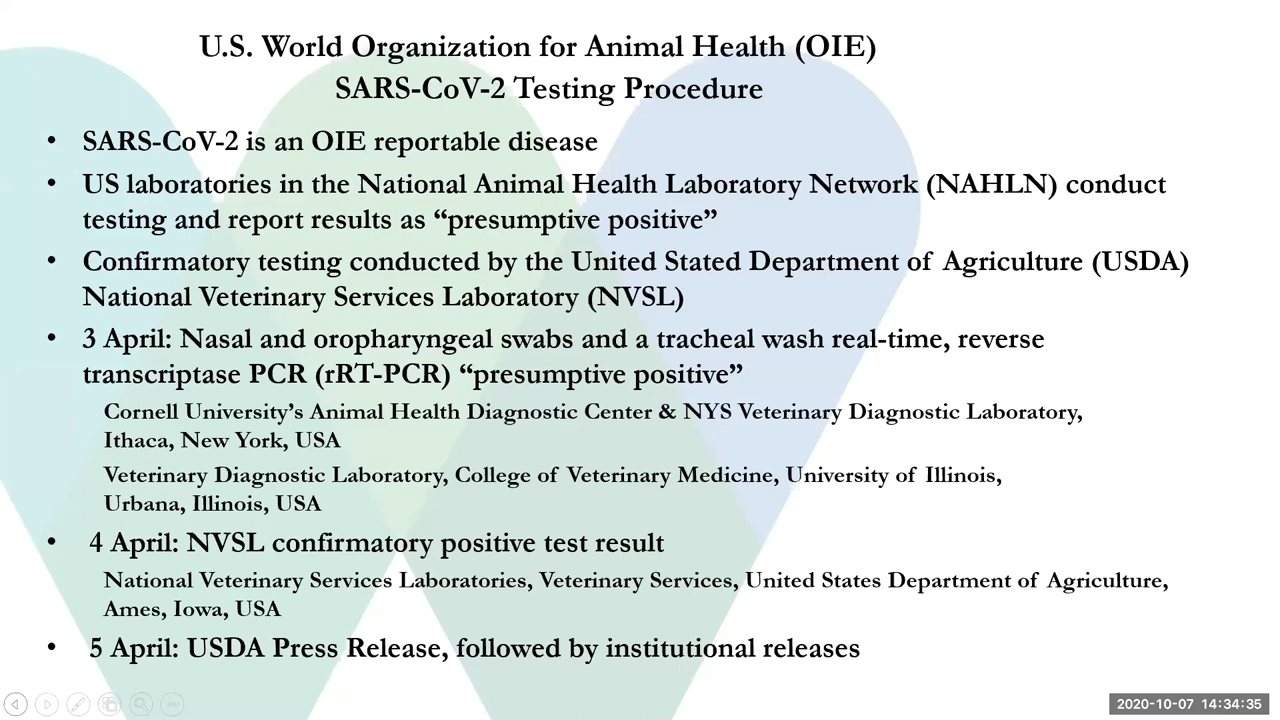 U.S. World Organization for Animal Health (OIE)
SARS-CoV-2 Testing Procedure
• SARS-CoV-2 is an OIE reportable disease
• US laboratories in the National Animal Health Laboratory Network (NAHLN) conduct
testing and report results as “presumptive positive”
• Confirmatory testing conducted by the United Stated Department of Agriculture (USDA)
National Veterinary Services Laboratory (NVSL)
• 3 April: Nasal and oropharyngeal swabs and a tracheal wash real-time, reverse
transcriptase PCR (rRT-PCR) “presumptive positive”
Cornell University’s Animal Health Diagnostic Center & NYS Veterinary Diagnostic Laboratory,
Ithaca, New York, USA
Veterinary Diagnostic Laboratory, College of Veterinary Medicine, University of Illinois,
Urbana, Illinois, USA
• 4 April: NVSL confirmatory positive test result
National Veterinary Services Laboratories, Veterinary Services, United States Department of Agriculture,
Ames, Iowa, USA
• 5 April: USDA Press Release, followed by institutional releases
2020-10-07 14:34:35